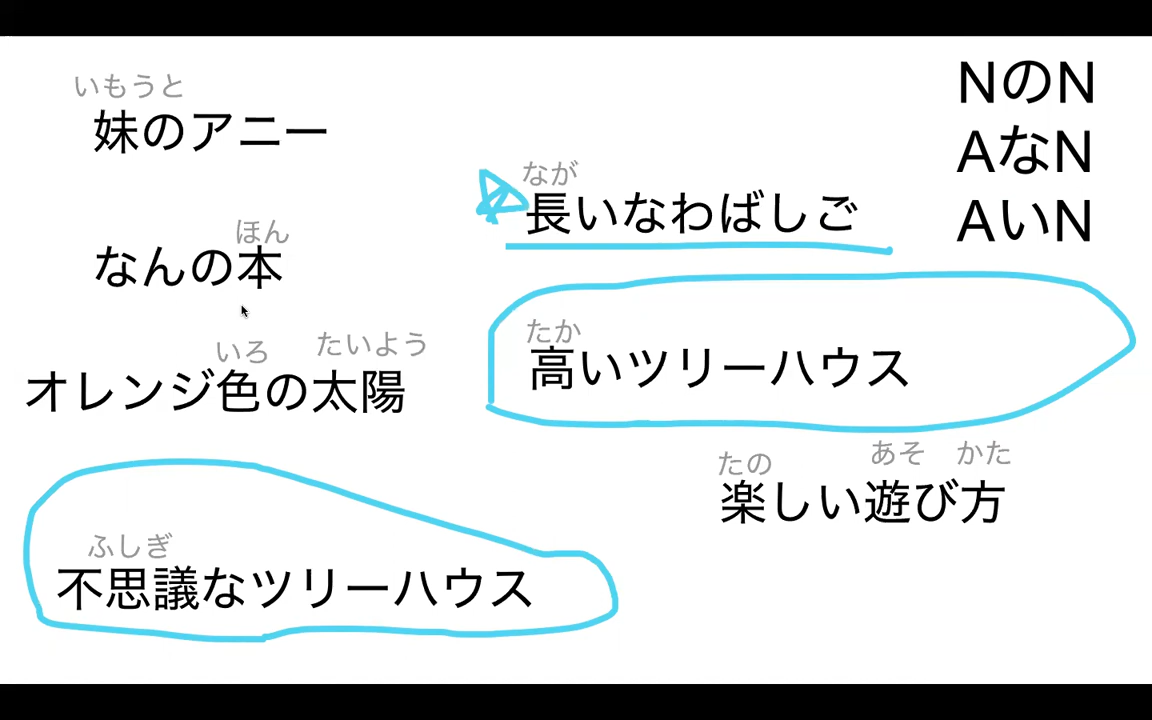 いもうと
妹のアニー
ほん
なんの本
いろ たいよう
オレンジ色の太陽
ふしぎ
不思議なツリーハウス
なが
長いなわばしご
たか
高いツリーハウス
たの あそ かた
楽しい遊び方
NのN
AなN
AいN